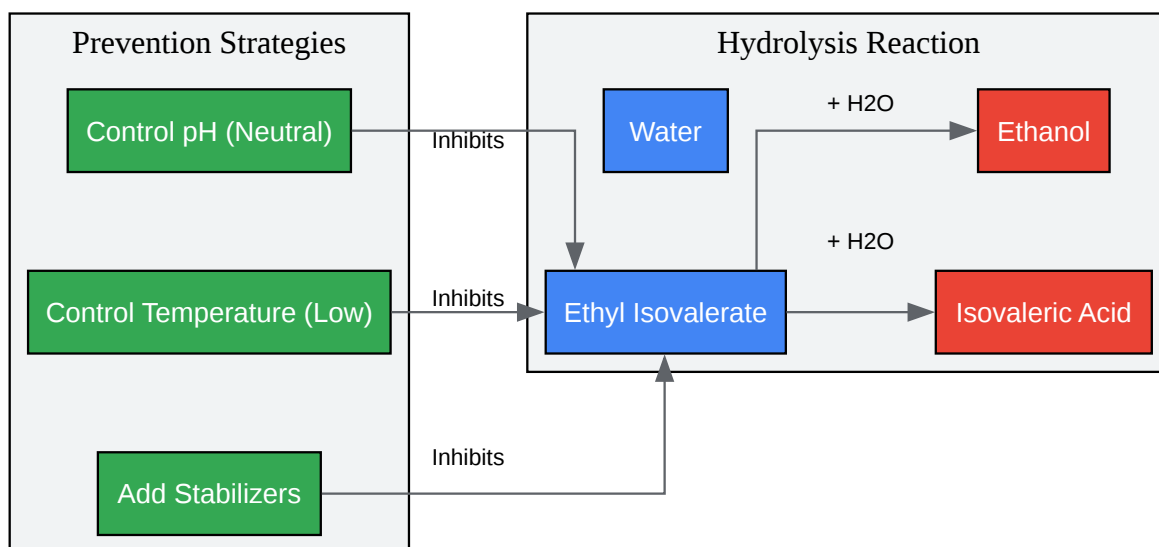 Prevention Strategies
Hydrolysis Reaction
Control pH (Neutral)
Inhibits
Water
+ H2O
Ethanol
Control Temperature (Low)
Inhibits
Ethyl Isovalerate
+ H2O
Isovaleric Acid
Add Stabilizers
Inhibits